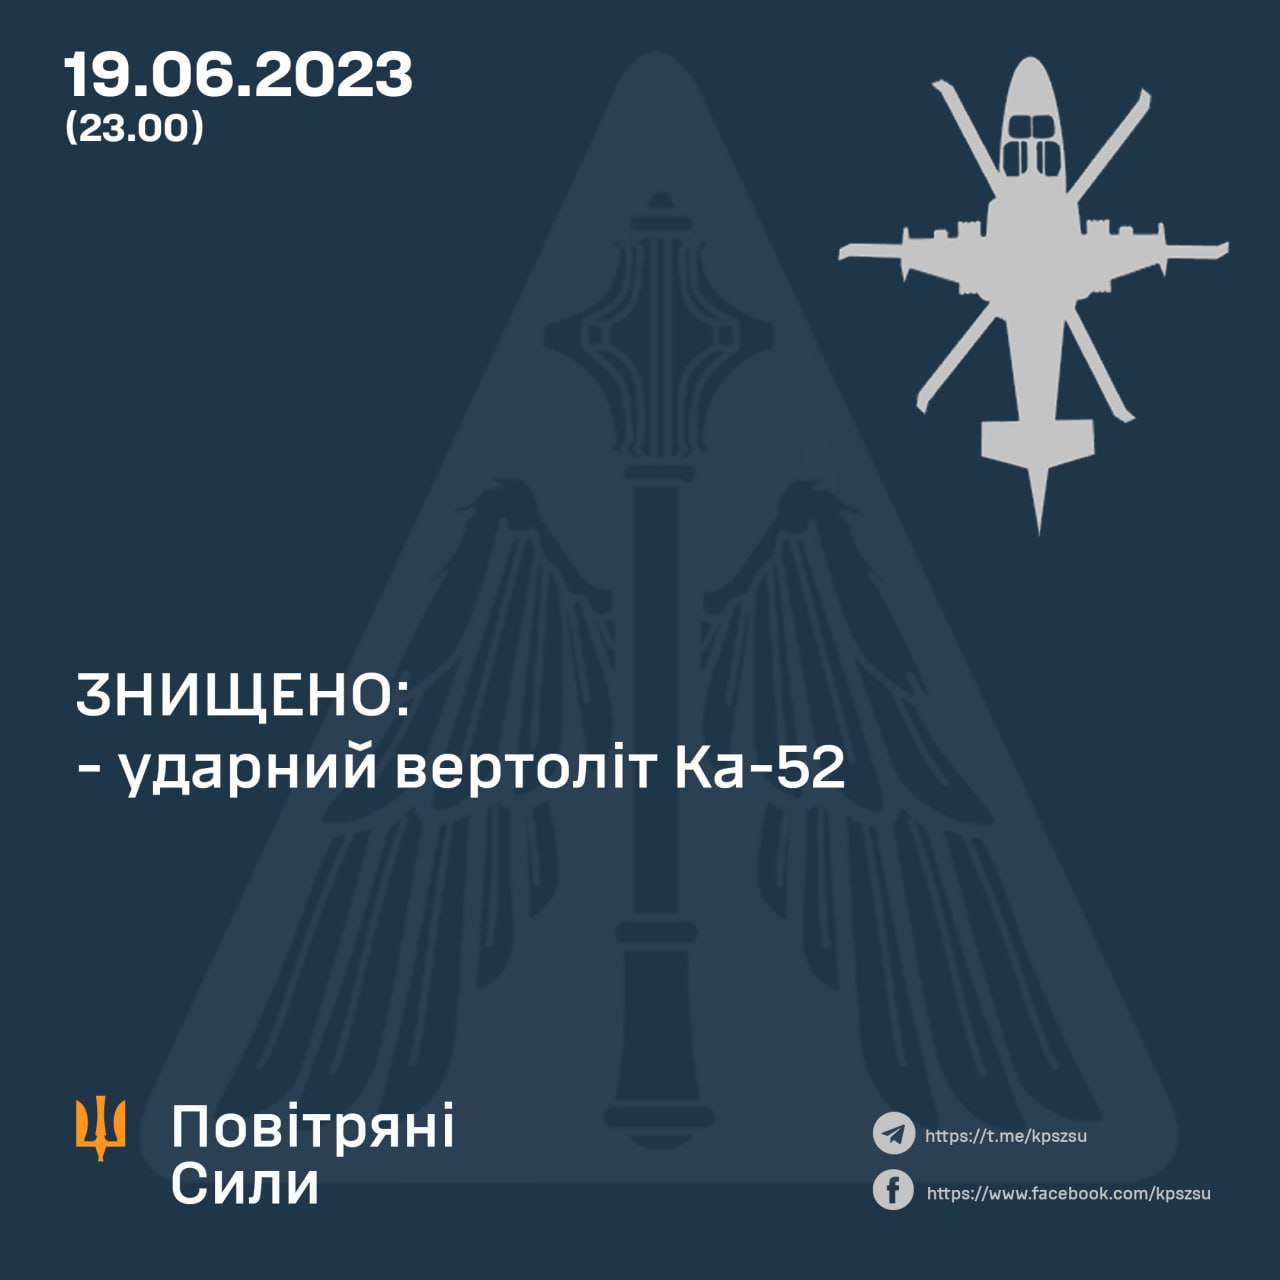 19.06.2023
(23.00)
ЗНИЩЕНО:
- ударний вертоліт Ка-52
Повітряні
Сили
https://t.me/kpszsu
https://www.facebook.com/kpszsu